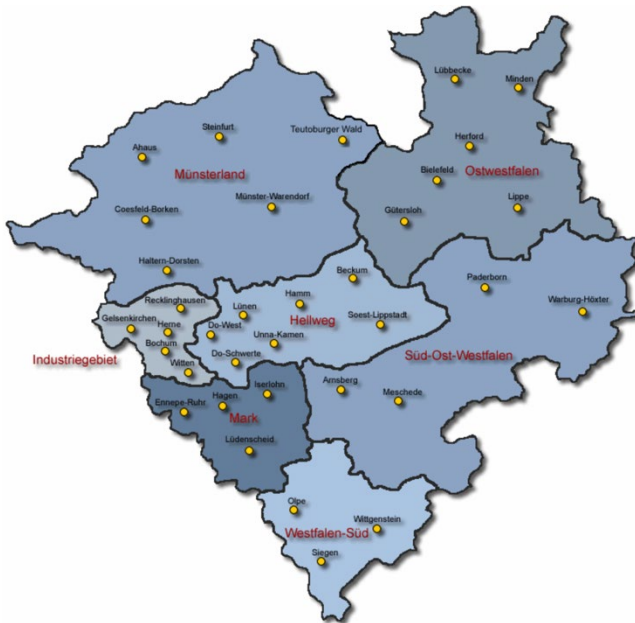 Lübbecke
Minden
Steinfurt
Teutoburger Wald
Herford
Ahaus
Münsterland
Bielefeld
Ostwestfalen
Münster-Warendorf
Lippe
Coesfeld-Borken
Gütersloh
Haltern-Dorsten
Beckum
Paderborn
Recklinghausen
Hamm
Warburg-Höxter
Gelsenkirchen
Lünen
Herne
Do-West
Hellweg
Soest-Lippstadt
Bochum
Unna-Kamen
Industriegebiet
Witten
Do-Schwerte
Süd-Ost-Westfalen
Iserlohn
Arnsberg
Meschede
Ennepe-Ruhr
Hagen
Mark
Lüdenscheid
Olpe
Wittgenstein
Westfalen-Süd
Siegen